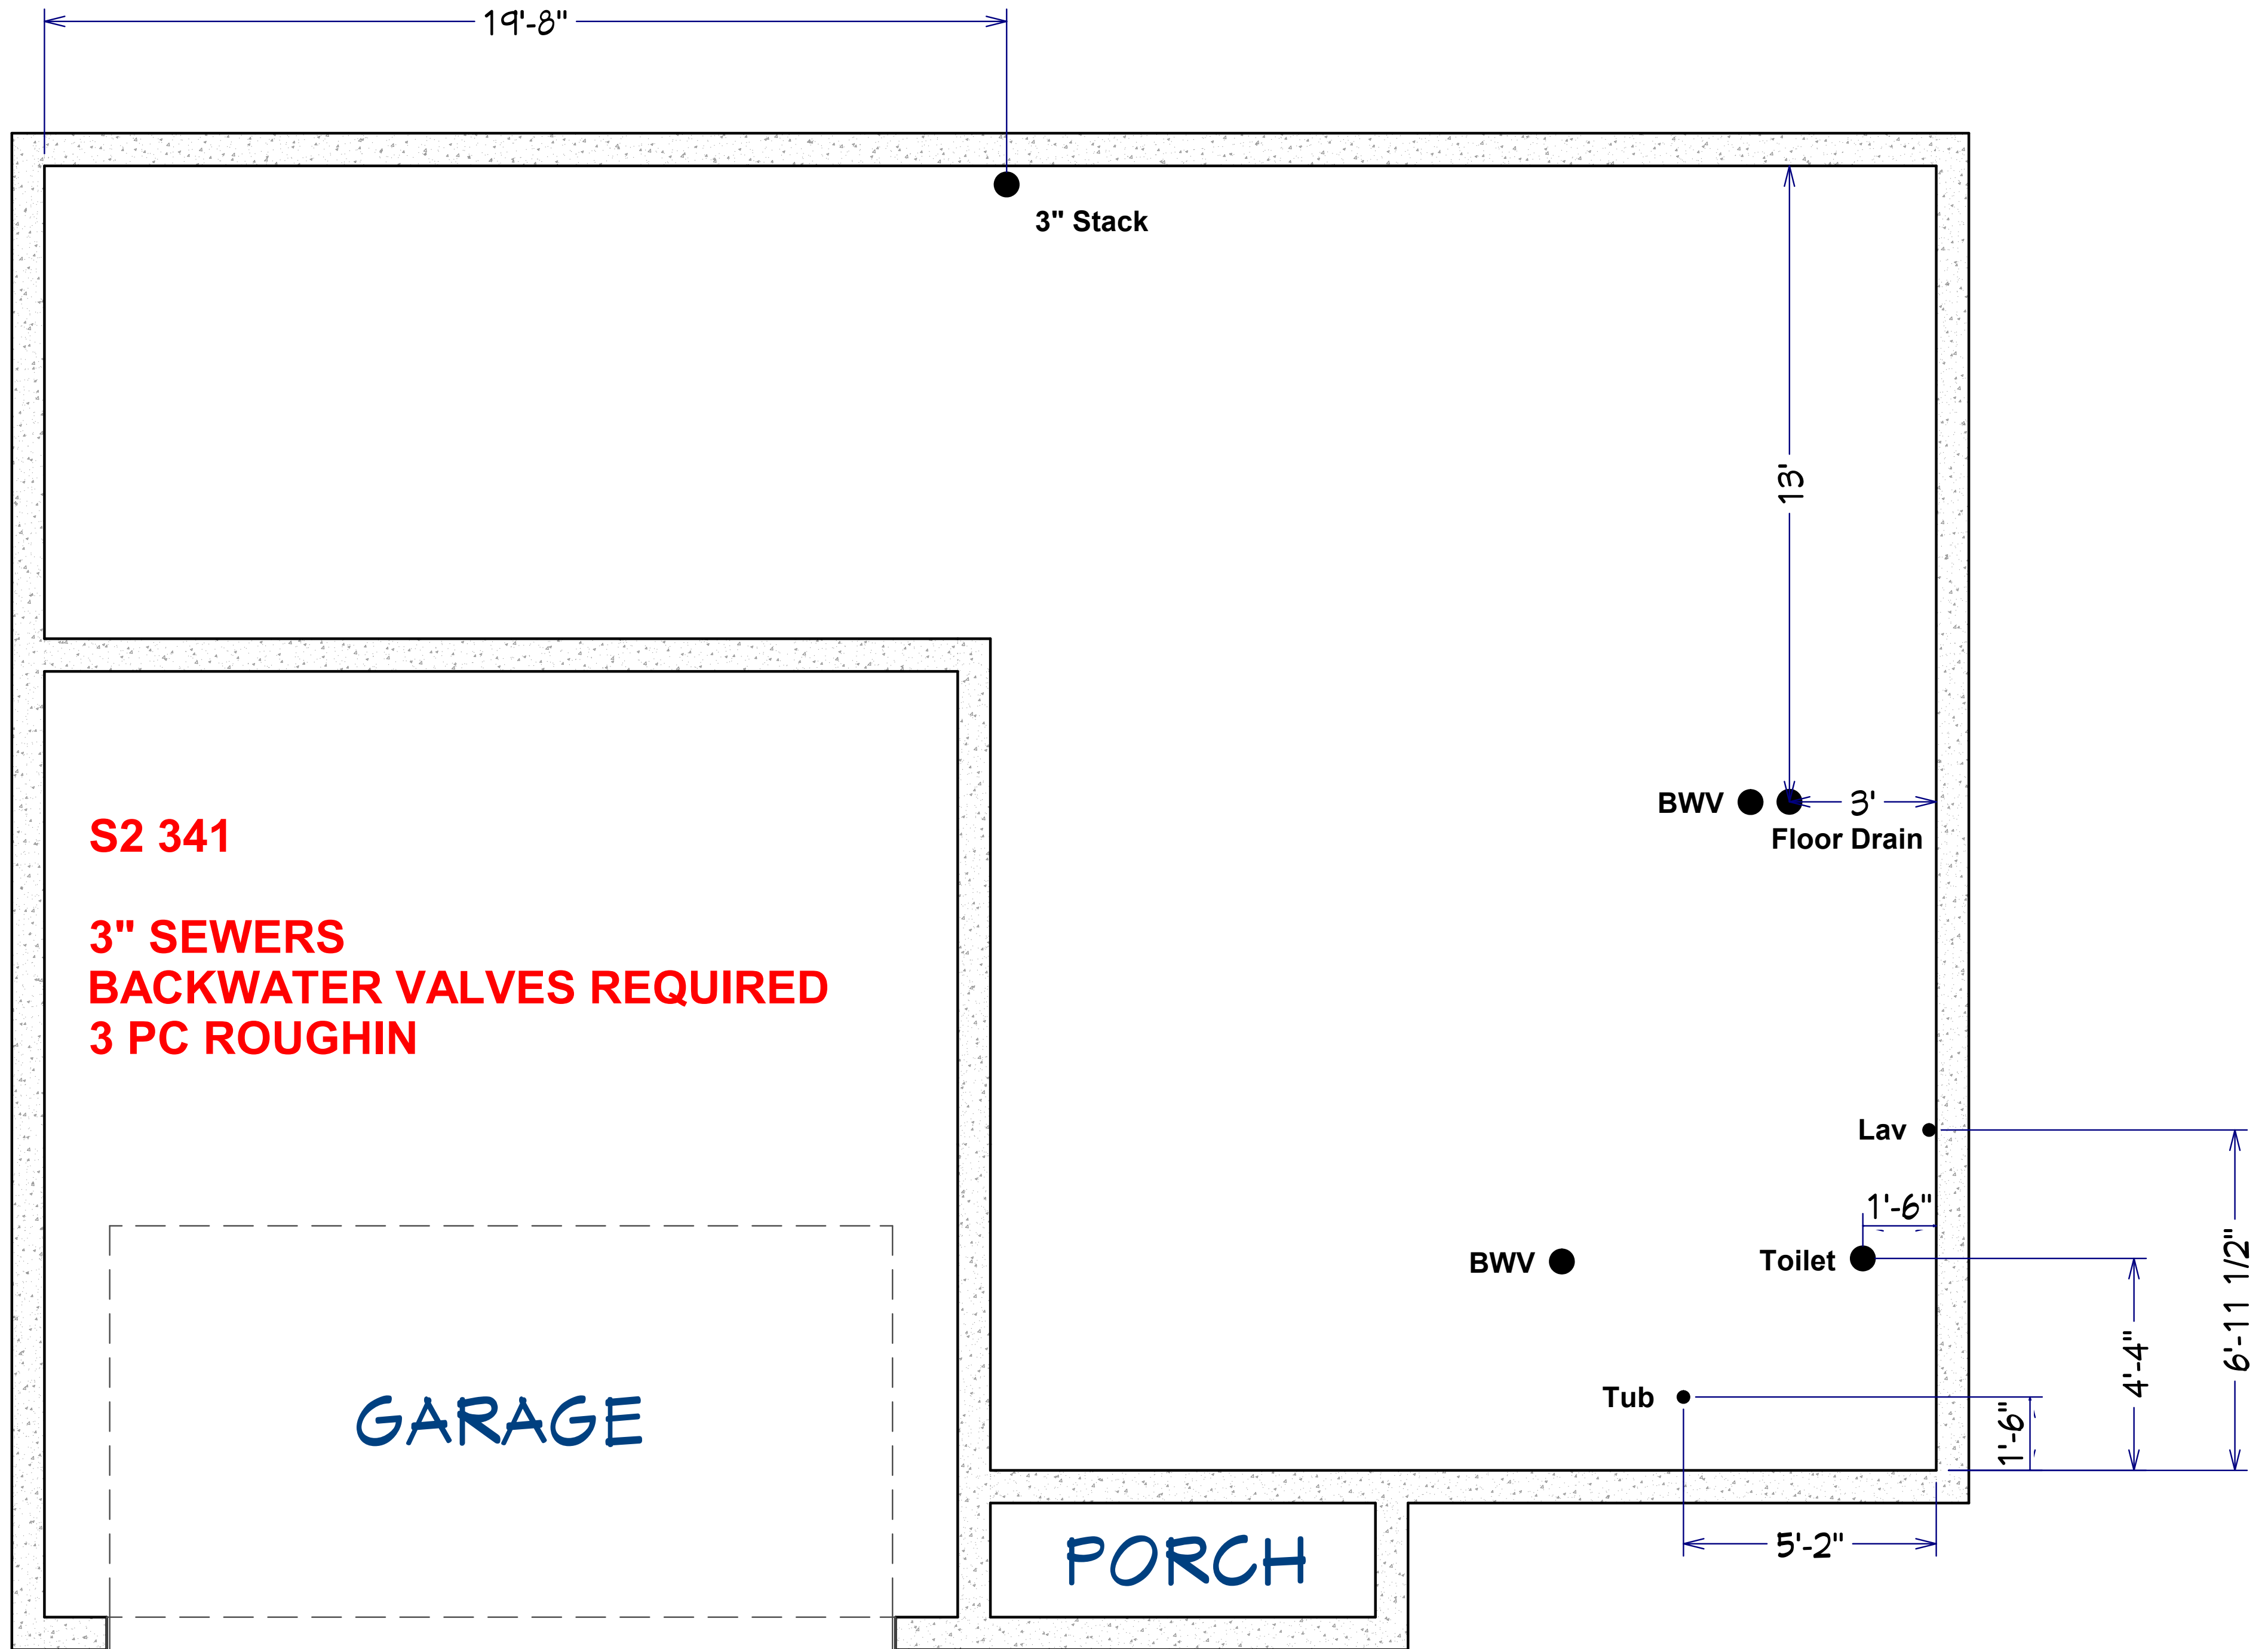 19'-8"
3" Stack
13'
BWV
3'
Floor Drain
S2 341
3" SEWERS
BACKWATER VALVES REQUIRED
3 PC ROUGHIN
Lav
1'-6"
BWV
Toilet
6'-11 1/2"
4'-4"
Tub
1'-6"
GARAGE
PORCH
5'-2"